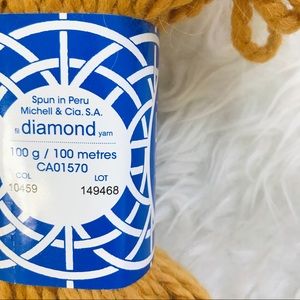 Spun in Peru
Michell & Cia. S.A.
diamond yarn
100 g / 100 metres
CA01570
COL LOT
10459 149468